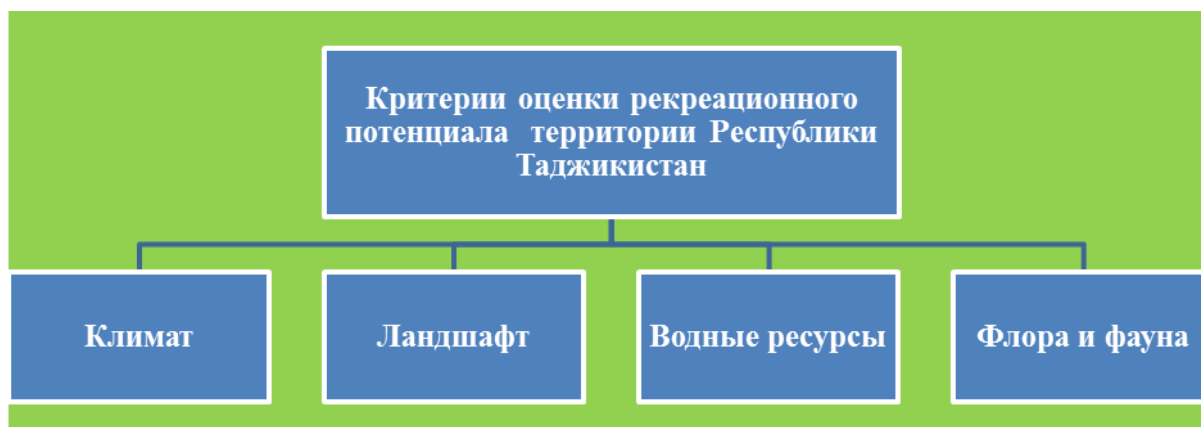 Критерии оценки рекреационного
потенциала территории Республики
Таджикистан
Климат
Ландшафт
Водные ресурсы
Флора и фауна